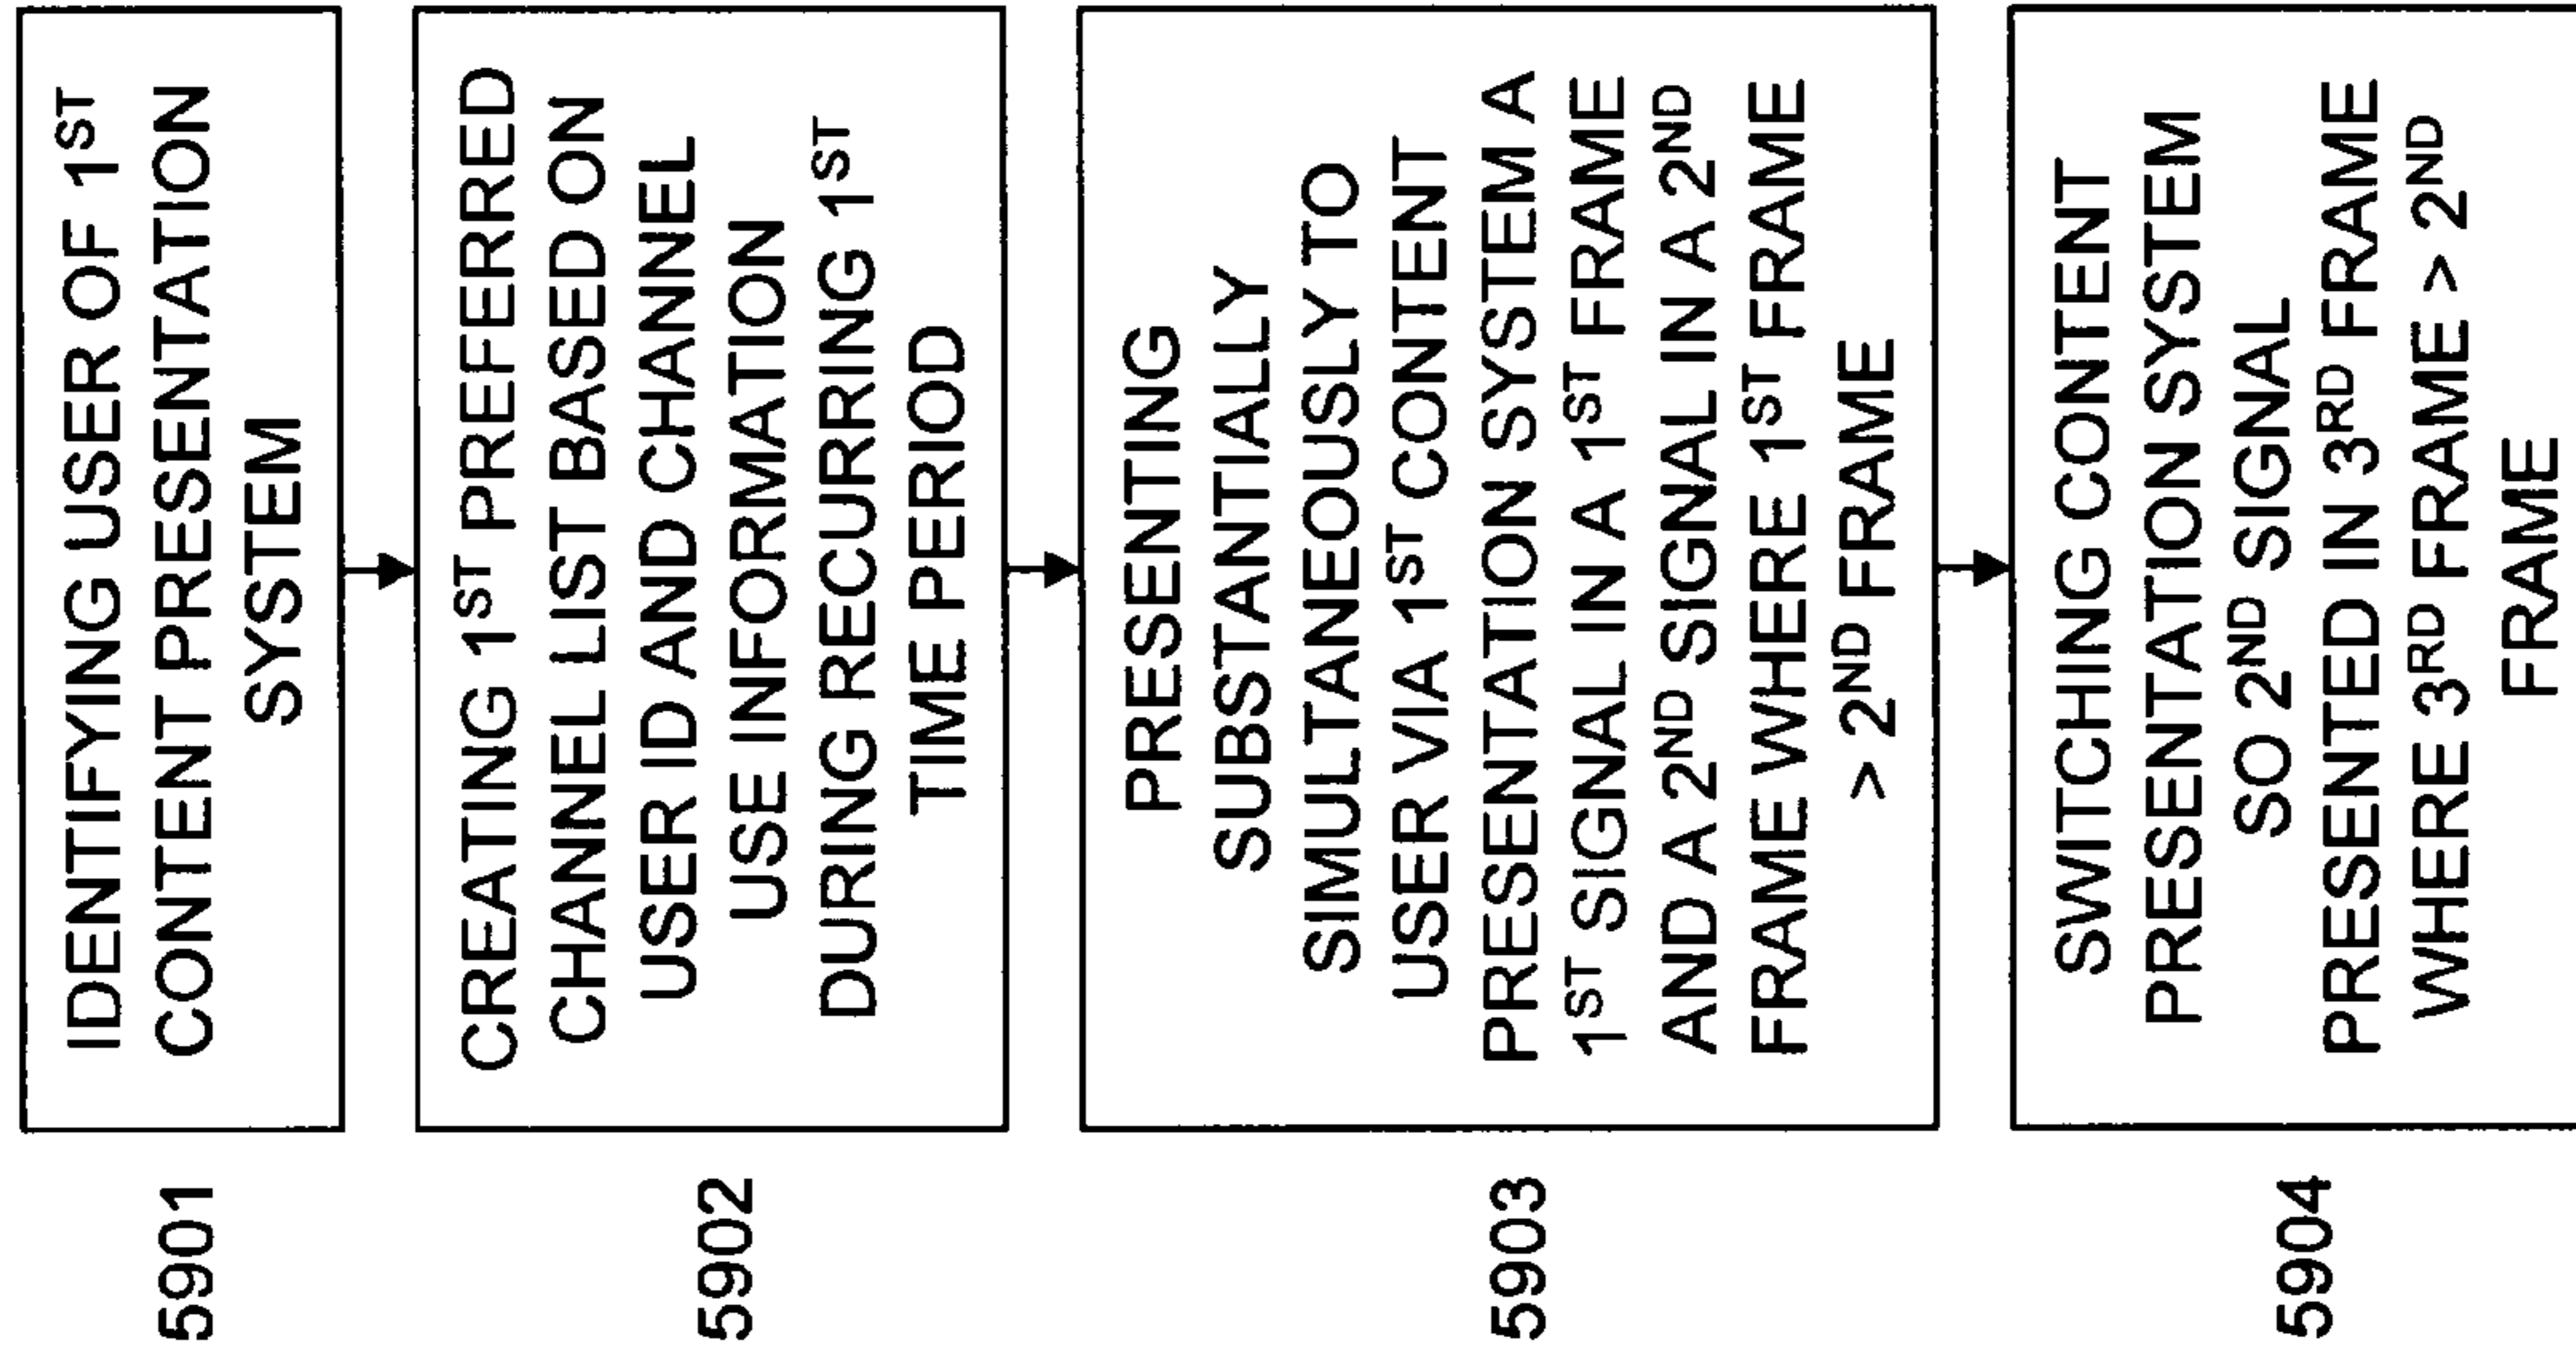 5901
IDENTIFYING USER OF 1ST
CONTENT PRESENTATION
SYSTEM
5902
CREATING 1ST PREFERRED
CHANNEL LIST BASED ON
USER ID AND CHANNEL
USE INFORMATION
DURING RECURRING 1ST
TIME PERIOD
5903
PRESENTING
SUBSTANTIALLY
SIMULTANEOUSLY TO
USER VIA 1ST CONTENT
PRESENTATION SYSTEM A
1ST SIGNAL IN A 1ST FRAME
AND A 2ND SIGNAL IN A 2ND
FRAME WHERE 1ST FRAME
> 2ND FRAME
5904
SWITCHING CONTENT
PRESENTATION SYSTEM
SO 2ND SIGNAL
PRESENTED IN 3RD FRAME
WHERE 3RD FRAME > 2ND
FRAME